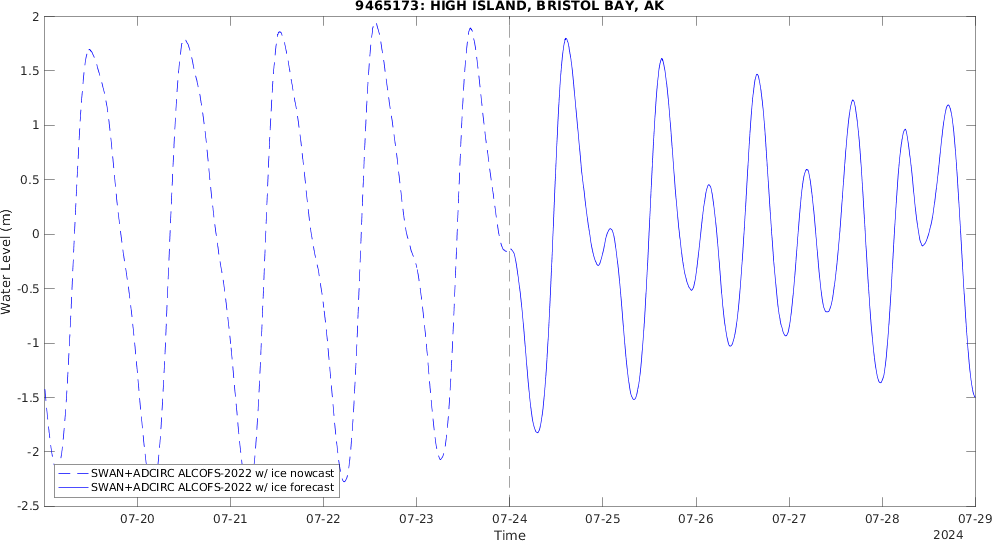 9465173: HIGH ISLAND, BRISTOL BAY, AK
2
1.5
1
0.5
0
-0.5
-1
-1.5
-2
-2.5
Water Level (m)
SWAN+ADCIRC ALCOFS-2022 w/ ice nowcast
SWAN+ADCIRC ALCOFS-2022 w/ ice forecast
07-20 07-21 07-22 07-23 07-24 07-25 07-26 07-27 07-28 07-29
Time
2024